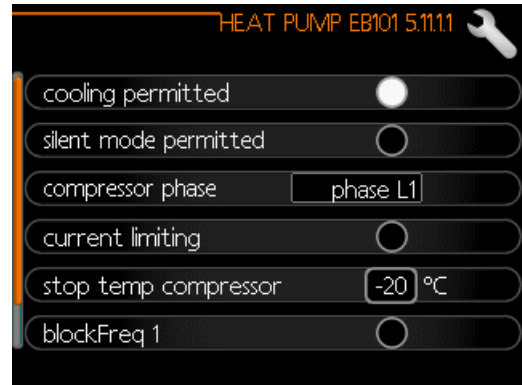 HEAT PUMP EB101 5.11.1.1
cooling permitted
silent mode permitted
compressor phase phase L1
current limiting
stop temp compressor -20 °C
blockFreq 1